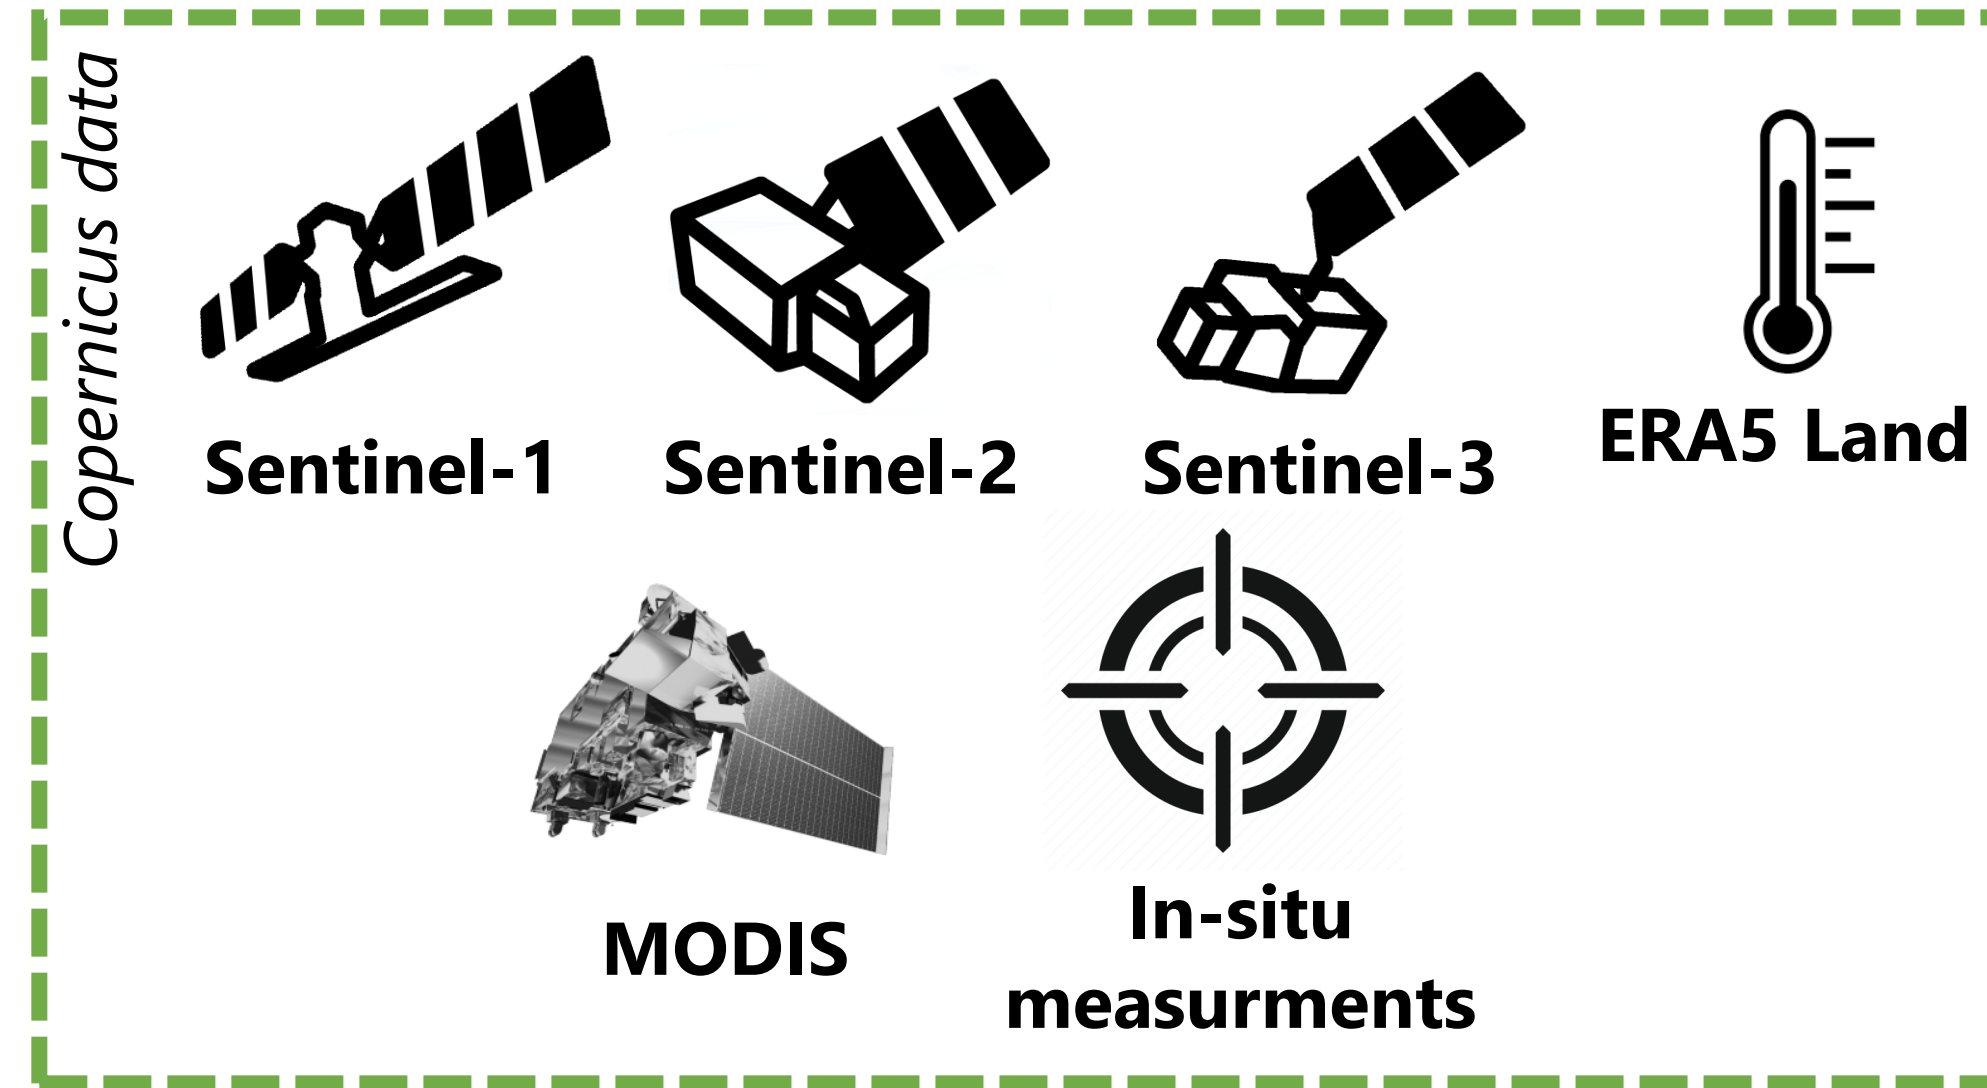 Copernicus data
Sentinel-1
Sentinel-2
Sentinel-3
ERA5 Land
MODIS
In-situ
measurments